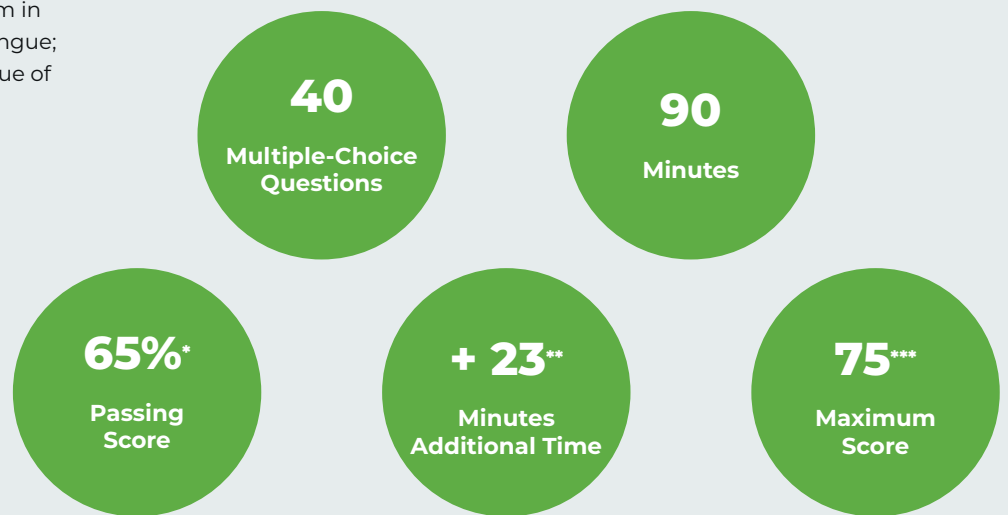 m in
ngue;
ue of
40
Multiple-Choice
Questions
90
Minutes
65%*
Passing
Score
+ 23**
Minutes
Additional Time
75***
Maximum
Score